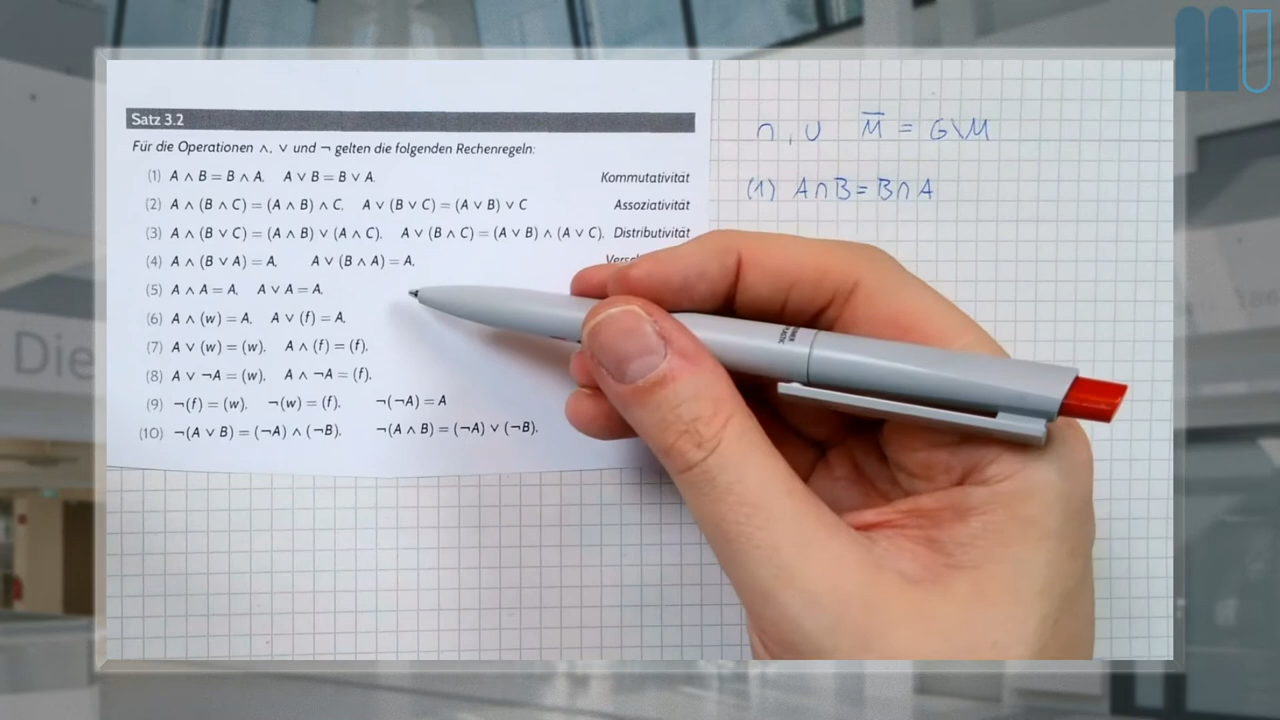 Satz 3.2
Für die Operationen ∧, ∨ und ¬ gelten die folgenden Rechenregeln:
(1) A ∧ B = B ∧ A, A ∨ B = B ∨ A. Kommutativität
(2) A ∧ (B ∧ C) = (A ∧ B) ∧ C, A ∨ (B ∨ C) = (A ∨ B) ∨ C Assoziativität
(3) A ∧ (B ∨ C) = (A ∧ B) ∨ (A ∧ C), A ∨ (B ∧ C) = (A ∨ B) ∧ (A ∨ C). Distributivität
(4) A ∧ (B ∨ A) = A, A ∨ (B ∧ A) = A.
(5) A ∧ A = A, A ∨ A = A.
(6) A ∧ (w) = A, A ∨ (f) = A.
(7) A ∨ (w) = (w), A ∧ (f) = (f).
(8) A ∨ ¬A = (w), A ∧ ¬A = (f).
(9) ¬(f) = (w), ¬(w) = (f), ¬(¬A) = A
(10) ¬(A ∨ B) = (¬A) ∧ (¬B), ¬(A ∧ B) = (¬A) ∨ (¬B).
∩, ∪ M̅ = G\M
(1) A∩B = B∩A
Die